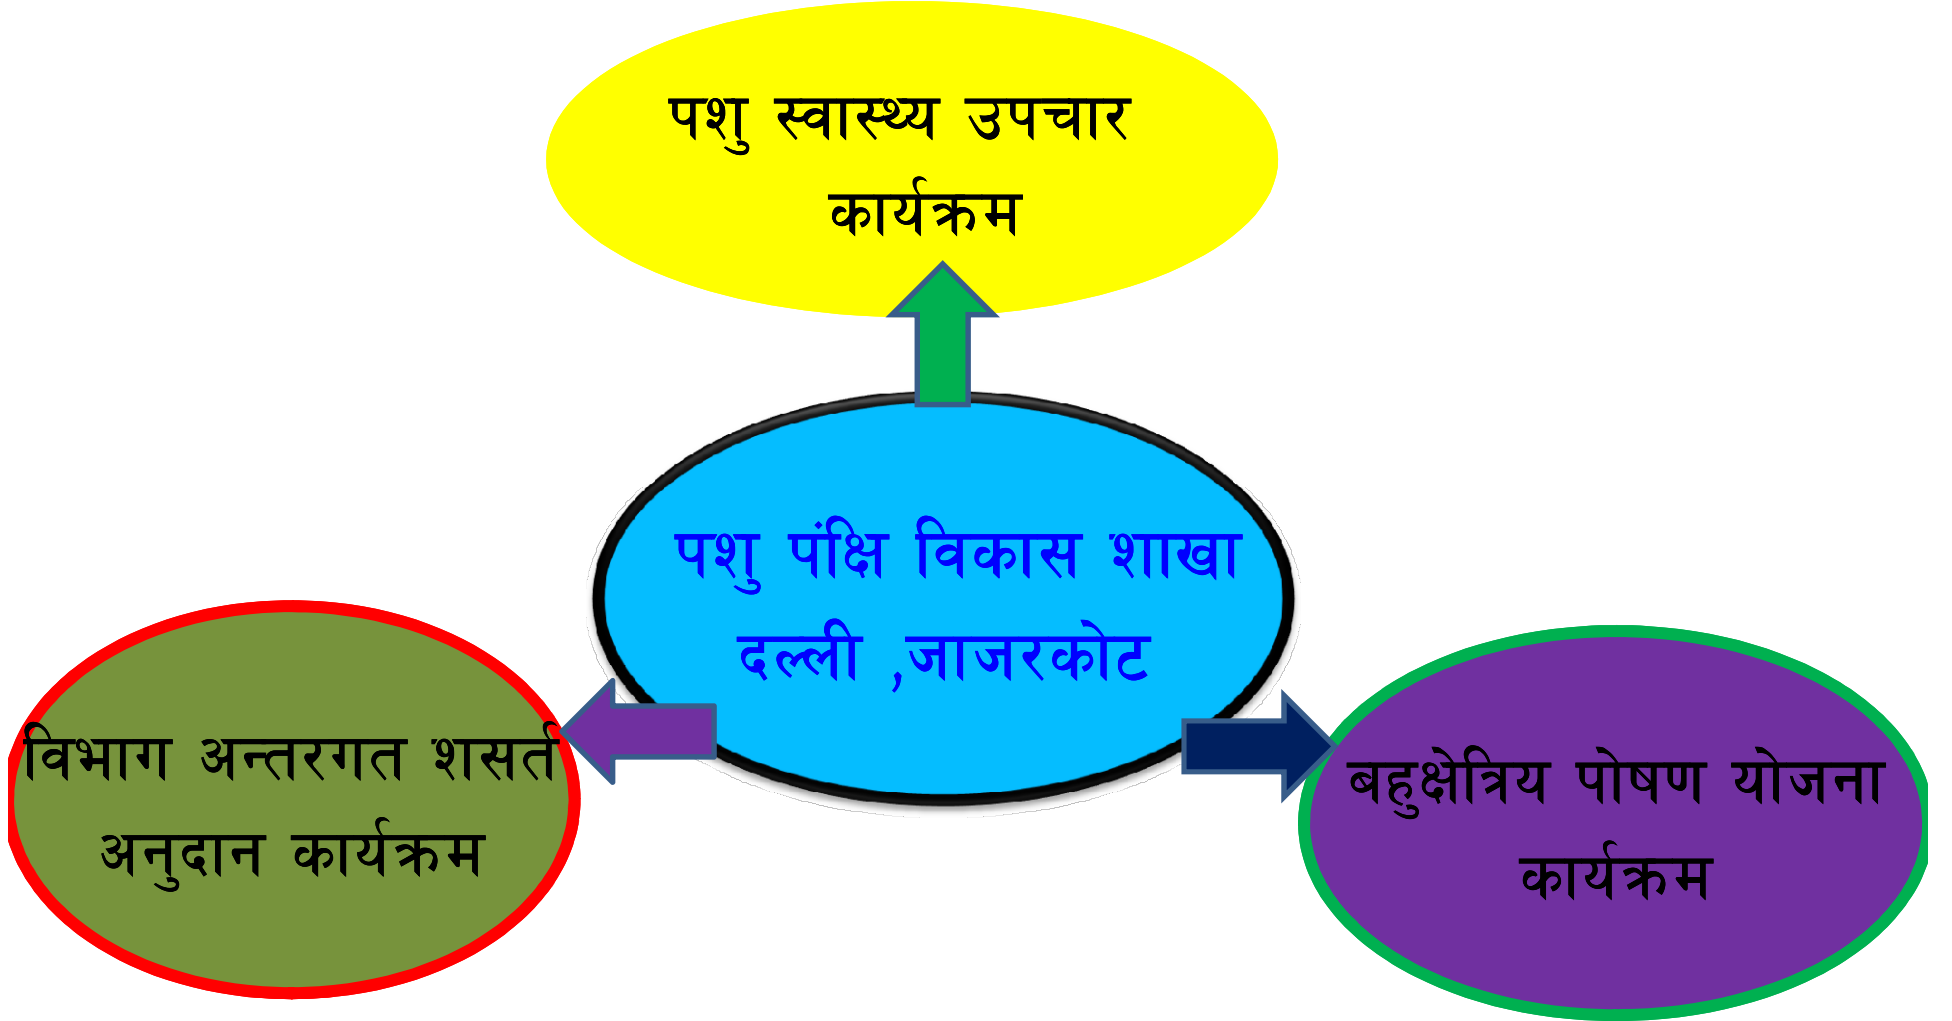 पशु स्वास्थ्य उपचार
कार्यक्रम
पशु पंक्षि विकास शाखा
दल्ली ,जाजरकोट
विभाग अन्तरगत शसर्त
अनुदान कार्यक्रम
बहुक्षेत्रिय पोषण योजना
कार्यक्रम